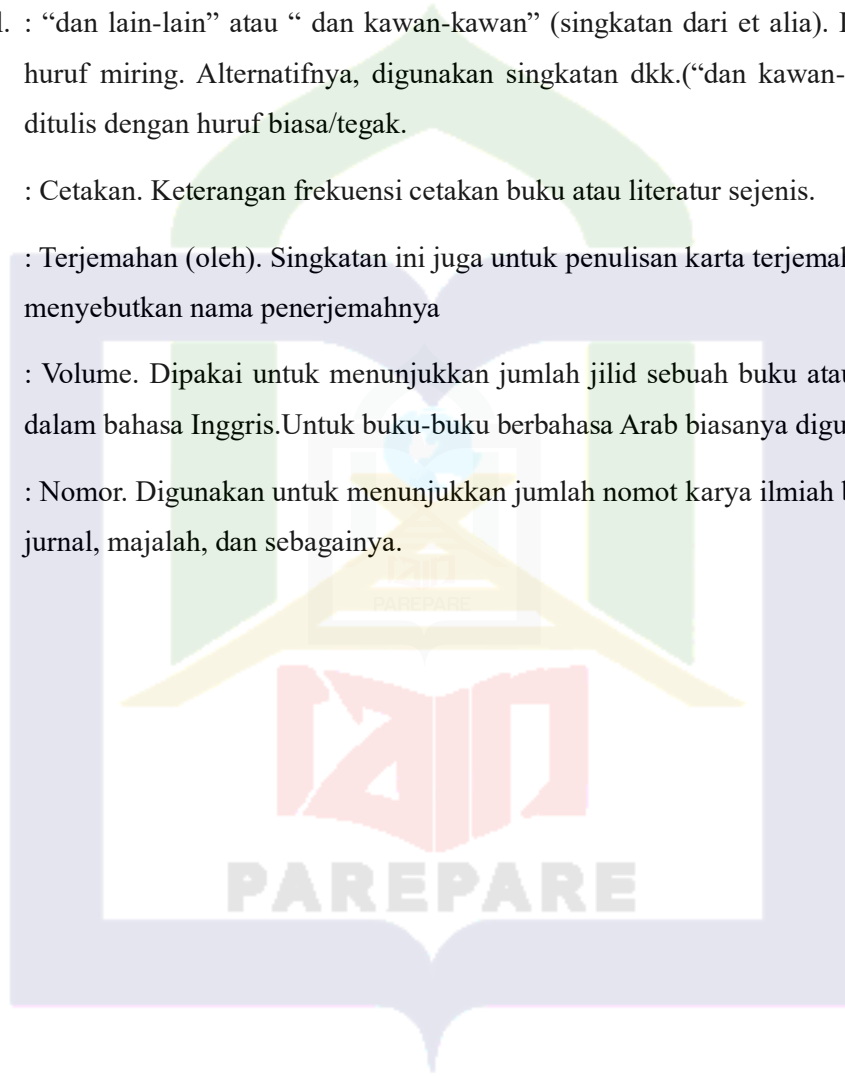 l. : “dan lain-lain” atau “ dan kawan-kawan” (singkatan dari et alia).
huruf miring. Alternatifnya, digunakan singkatan dkk.(“dan kawan-
ditulis dengan huruf biasa/tegak.
: Cetakan. Keterangan frekuensi cetakan buku atau literatur sejenis.
: Terjemahan (oleh). Singkatan ini juga untuk penulisan karta terjemah
menyebutkan nama penerjemahnya
: Volume. Dipakai untuk menunjukkan jumlah jilid sebuah buku atau
dalam bahasa Inggris.Untuk buku-buku berbahasa Arab biasanya digu
: Nomor. Digunakan untuk menunjukkan jumlah nomot karya ilmiah b
jurnal, majalah, dan sebagainya.
iain
PAREPARE
iain
PAREPARE